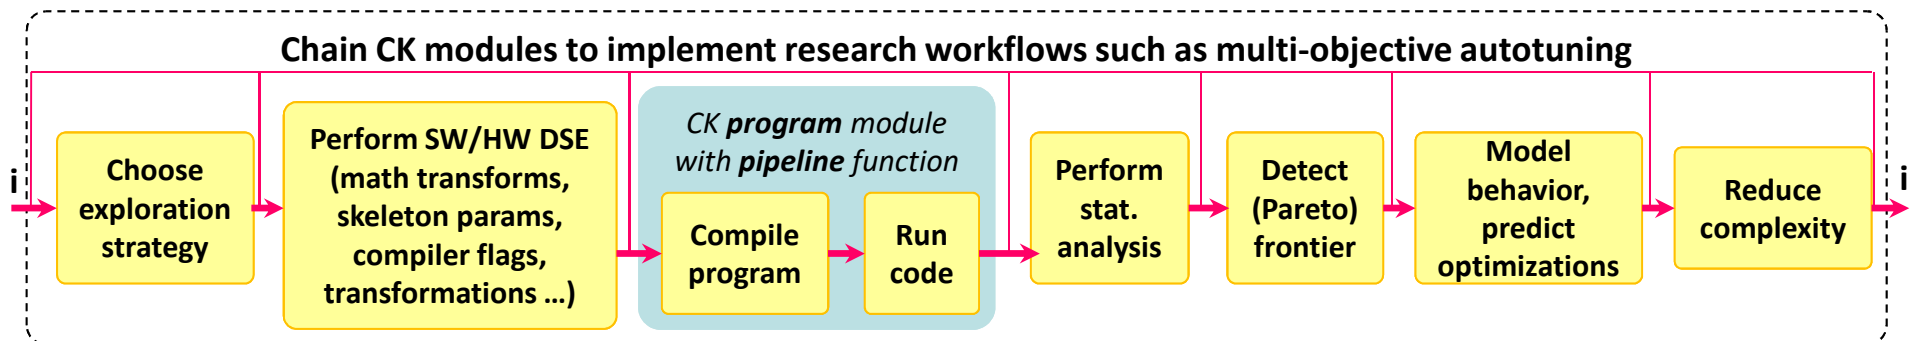 Chain CK modules to implement research workflows such as multi-objective autotuning
i
Choose
exploration
strategy
Perform SW/HW DSE
(math transforms,
skeleton params,
compiler flags,
transformations ...)
CK program module
with pipeline function
Compile
program
Run
code
Perform
stat.
analysis
Detect
(Pareto)
frontier
Model
behavior,
predict
optimizations
Reduce
complexity
i